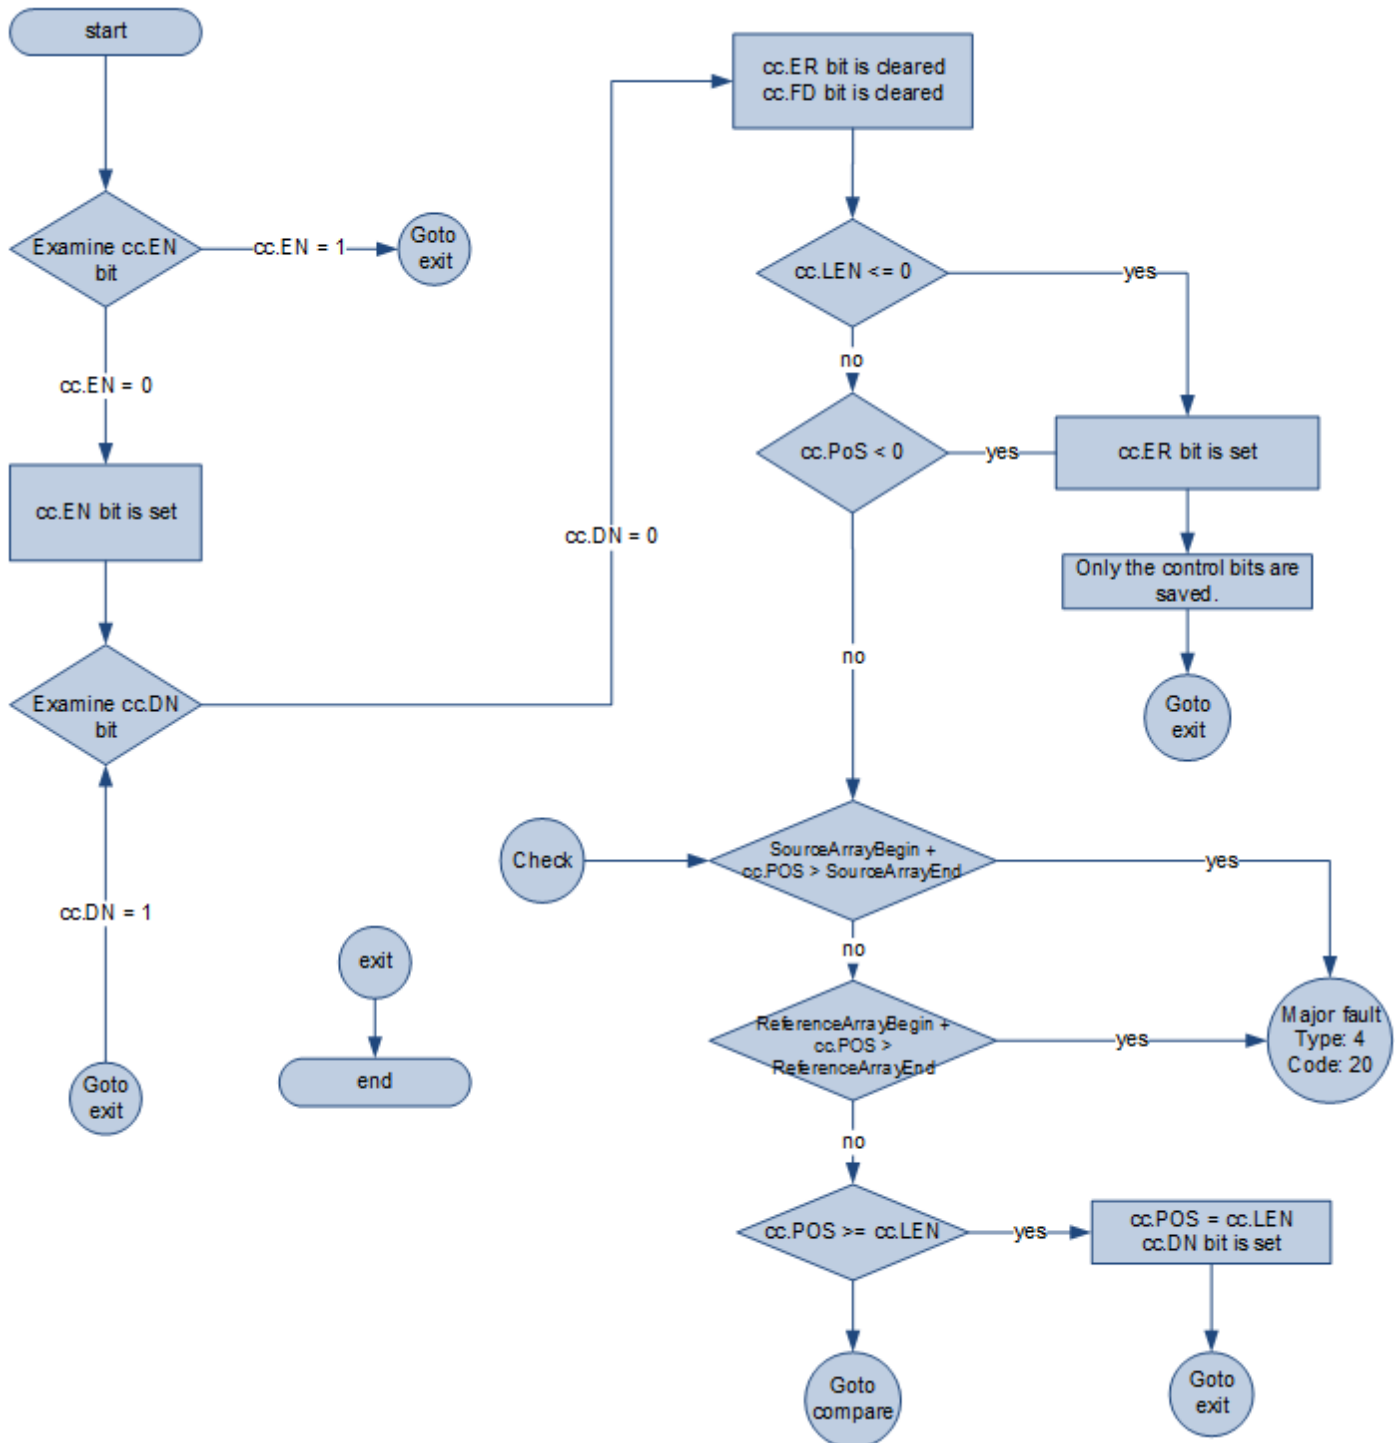 start
Examine cc.EN
bit
cc.EN = 1
Goto
exit
cc.EN = 0
cc.EN bit is set
Examine cc.DN
bit
cc.DN = 1
Goto
exit
exit
end
cc.DN = 0
cc.ER bit is cleared
cc.FD bit is cleared
cc.LEN <= 0
yes
no
cc.PoS < 0
yes
cc.ER bit is set
Only the control bits are
saved.
Goto
exit
no
Check
SourceArrayBegin +
cc.POS > SourceArrayEnd
yes
no
ReferenceArrayBegin +
cc.POS >
ReferenceArrayEnd
yes
Major fault
Type: 4
Code: 20
no
cc.POS >= cc.LEN
yes
cc.POS = cc.LEN
cc.DN bit is set
Goto
compare
Goto
exit